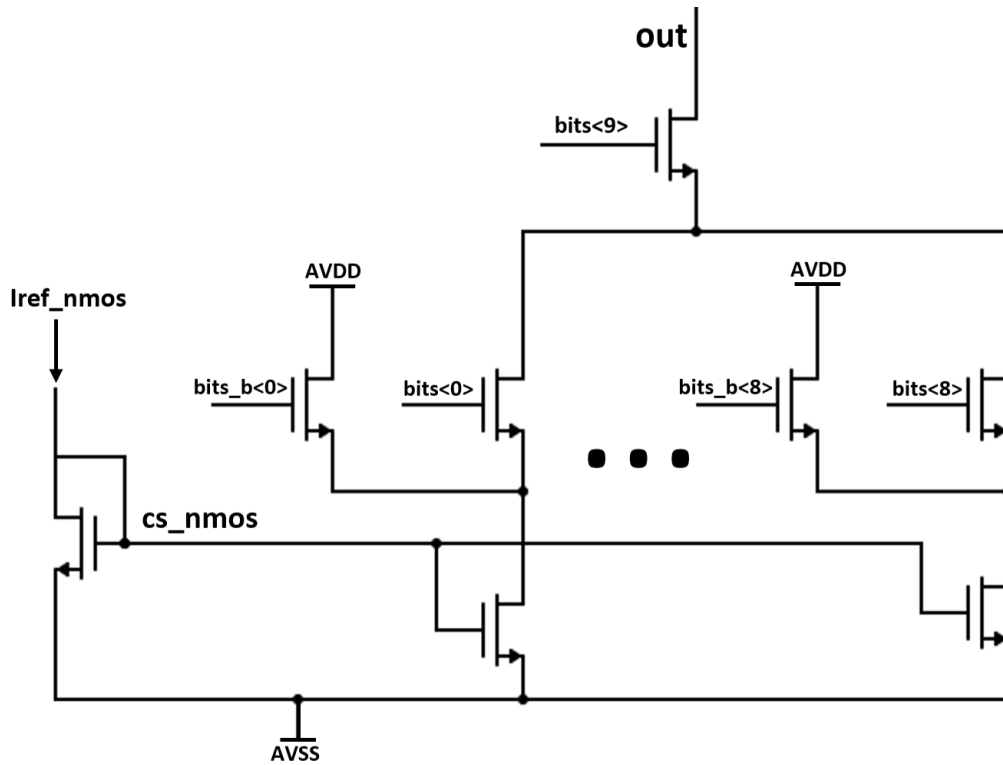 out
bits<9>
AVDD
AVDD
Iref_nmos
bits_b<0>
bits<0>
bits_b<8>
bits<8>
cs_nmos
AVSS